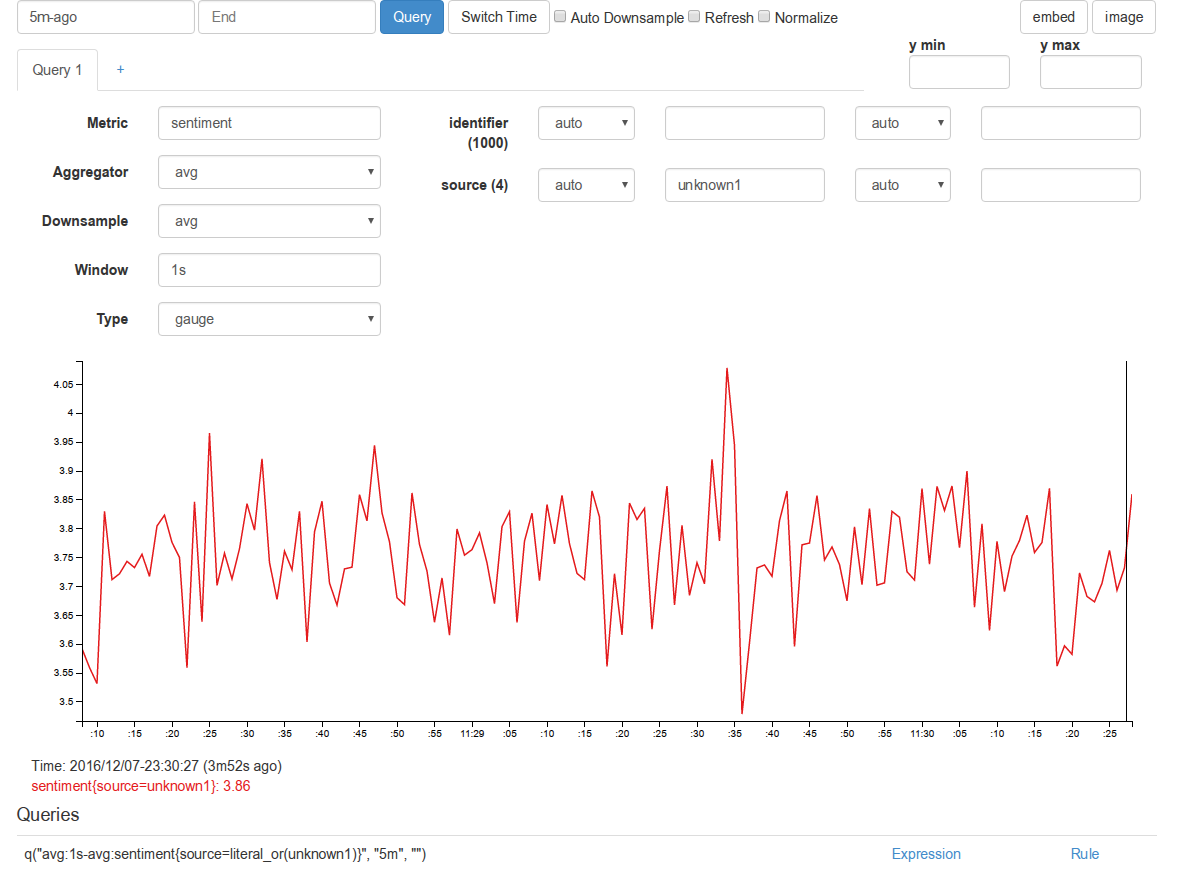 5m-ago End Query Switch Time Auto Downsample Refresh Normalize embed image
y min y max
Query 1 +
Metric sentiment identifier auto auto
(1000)
Aggregator avg source (4) auto unknown1 auto
Downsample avg
Window 1s
Type gauge
4.05
4
3.95
3.9
3.85
3.8
3.75
3.7
3.65
3.6
3.55
3.5
:10 :15 :20 :25 :30 :35 :40 :45 :50 :55 11:29 :05 :10 :15 :20 :25 :30 :35 :40 :45 :50 :55 11:30 :05 :10 :15 :20 :25
Time: 2016/12/07-23:30:27 (3m52s ago)
sentiment{source=unknown1}: 3.86
Queries
q("avg:1s-avg:sentiment{source=literal_or(unknown1)}", "5m", "") Expression Rule